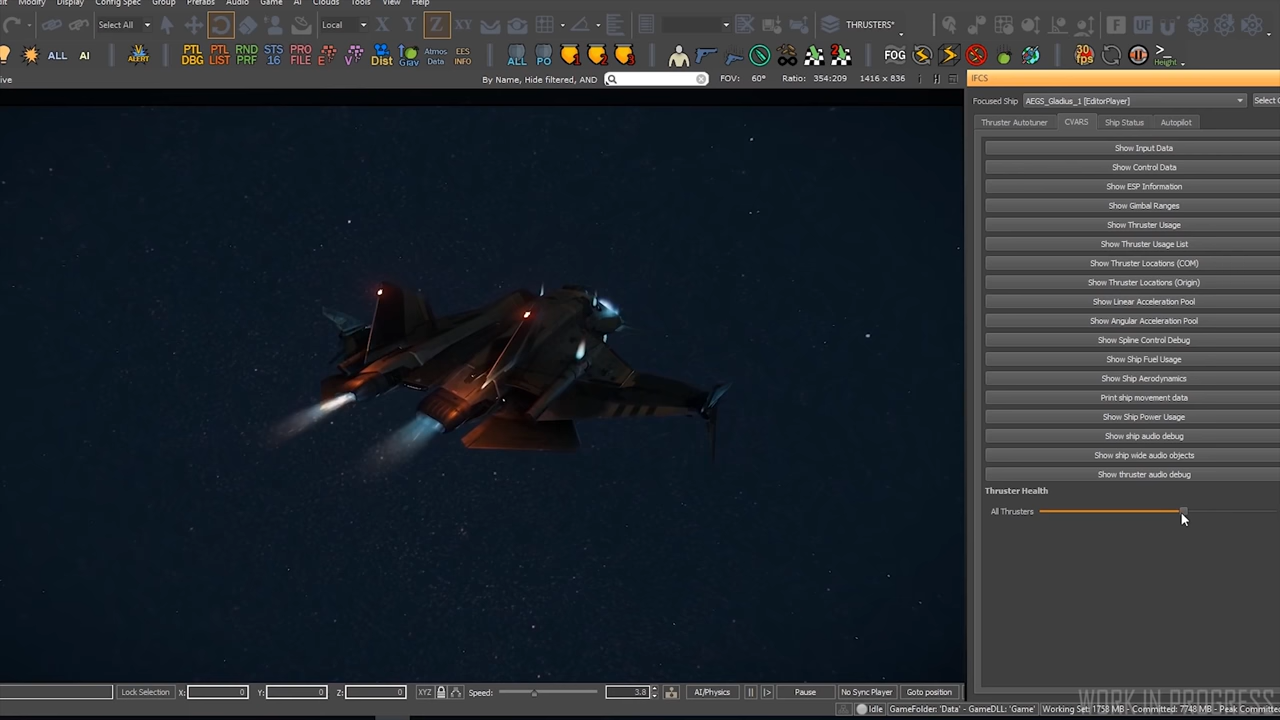 Modify Display Config Spec Group Prefabs Audio Game AI Clouds Tools View Help
Select All Local X Y Z XY THRUSTERS* F UF
ALL AI ALERT PTL DBG PTL LIST RND PRF STS 16 PRO FILE E V Dist Grav Atmos Data EES INFO ALL PO 1 2 3 2 FOG 30 fps >_ Height
ive By Name, Hide filtered, AND FOV: 60° Ratio: 354:209 1416 x 836
IFCS
Focused Ship AEGS_Gladius_1 [EditorPlayer] Select
Thruster Autotuner CVARS Ship Status Autopilot
Show Input Data
Show Control Data
Show ESP Information
Show Gimbal Ranges
Show Thruster Usage
Show Thruster Usage List
Show Thruster Locations (COM)
Show Thruster Locations (Origin)
Show Linear Acceleration Pool
Show Angular Acceleration Pool
Show Spline Control Debug
Show Ship Fuel Usage
Show Ship Aerodynamics
Print ship movement data
Show Ship Power Usage
Show ship audio debug
Show ship wide audio objects
Show thruster audio debug
Thruster Health
All Thrusters
Lock Selection X: 0 Y: 0 Z: 0 XYZ Speed: 3.8 AI/Physics Pause No Sync Player Goto position
WORK IN PROGRESS
Idle GameFolder: 'Data' - GameDLL: 'Game' Working Set: 1758 MB - Committed: 7748 MB - Peak Committed